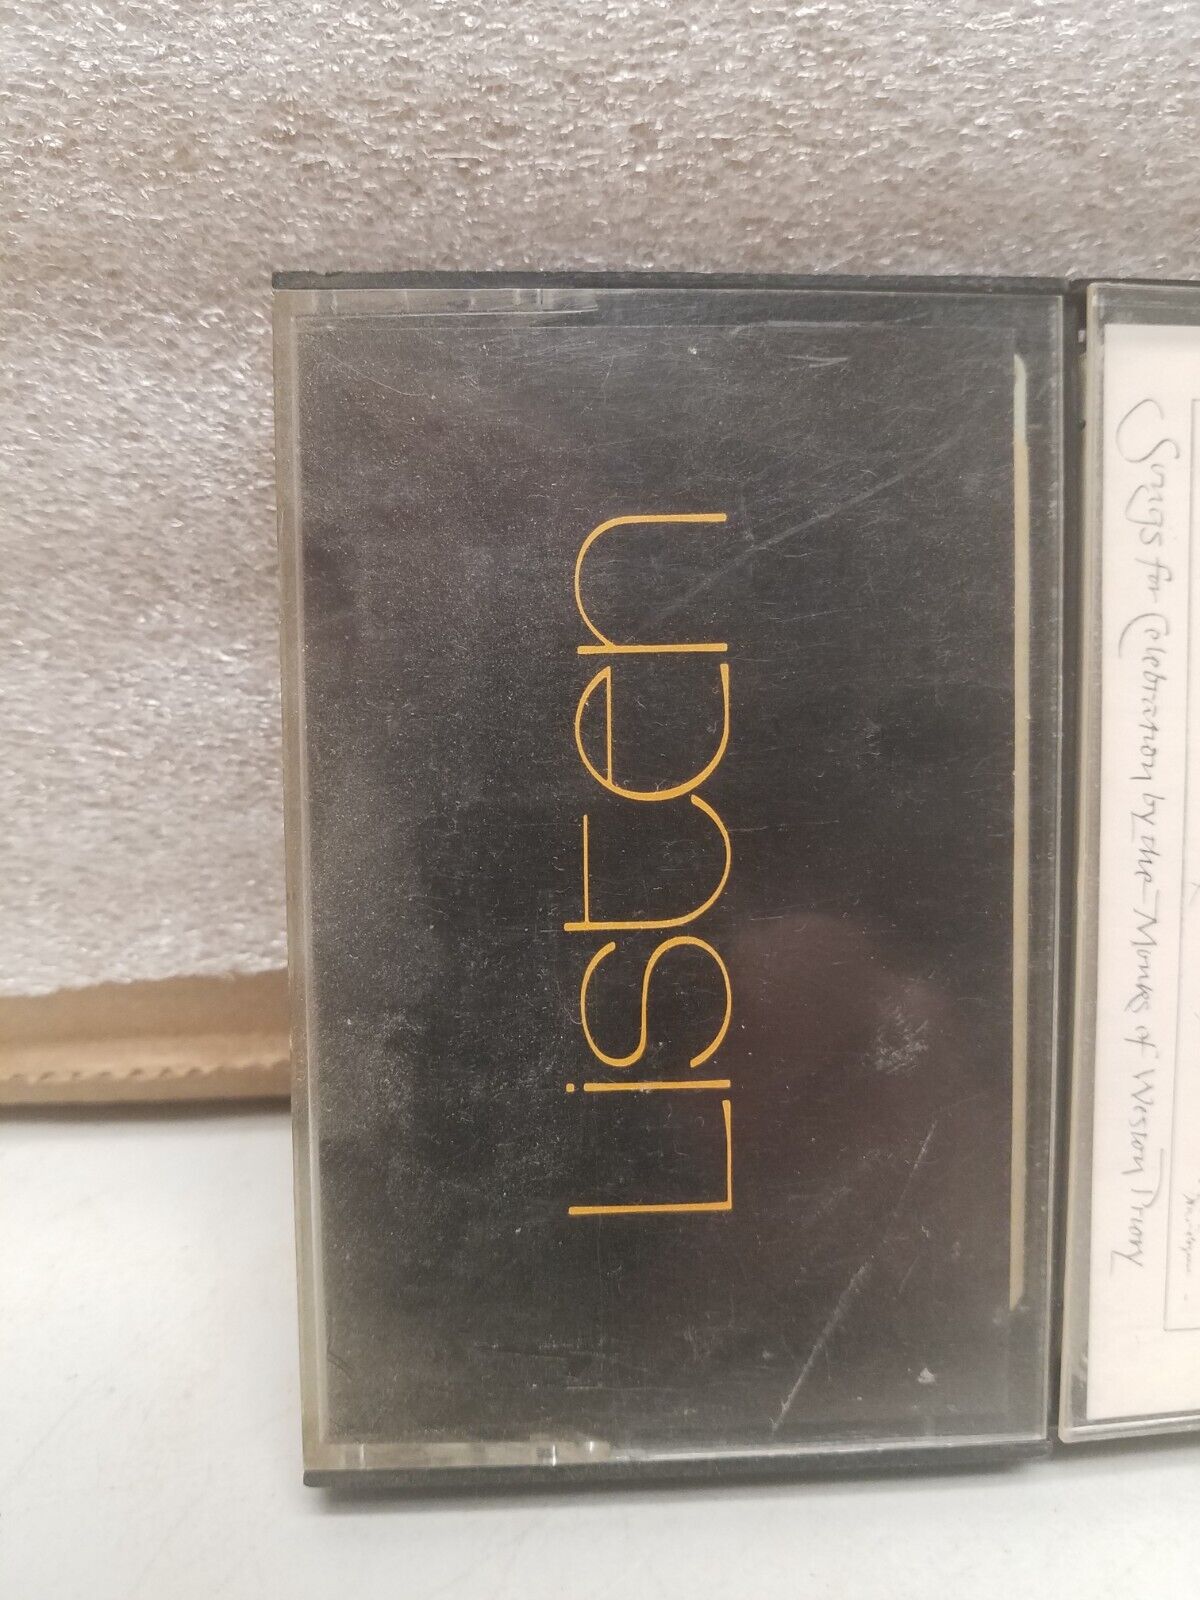 Listen
Songs for Celebration by the Monks of Weston Priory